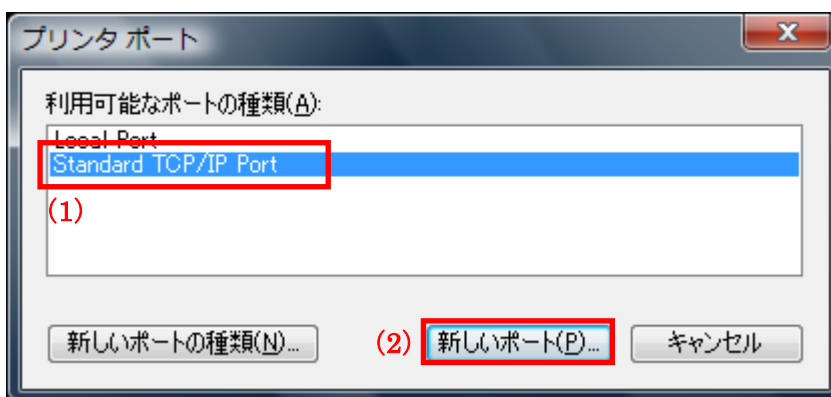 プリンタ ポート
利用可能なポートの種類(A):
Local Port
Standard TCP/IP Port
(1)
新しいポートの種類(N)... (2) 新しいポート(P)... キャンセル